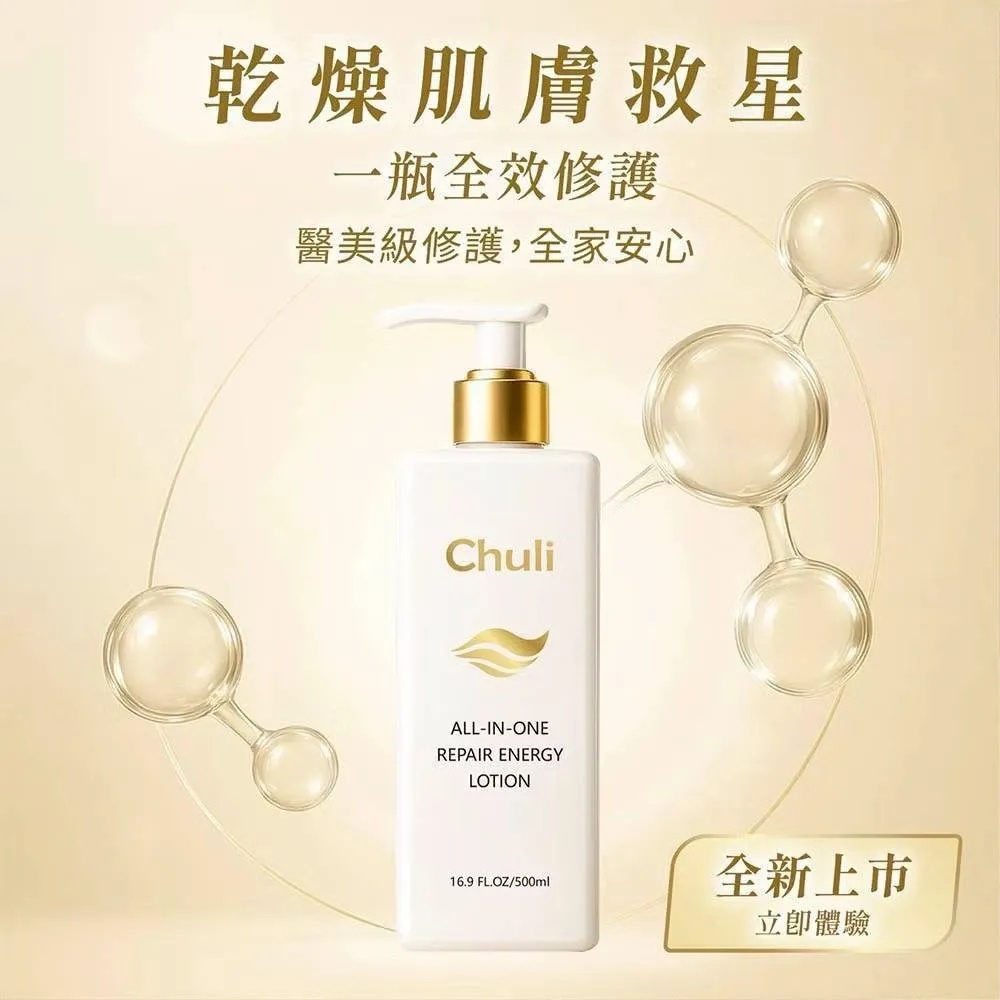 乾燥肌膚救星
一瓶全效修護
醫美級修護,全家安心
Chuli
ALL-IN-ONE
REPAIR ENERGY
LOTION
16.9 FL.OZ/500ml
全新上市
立即體驗